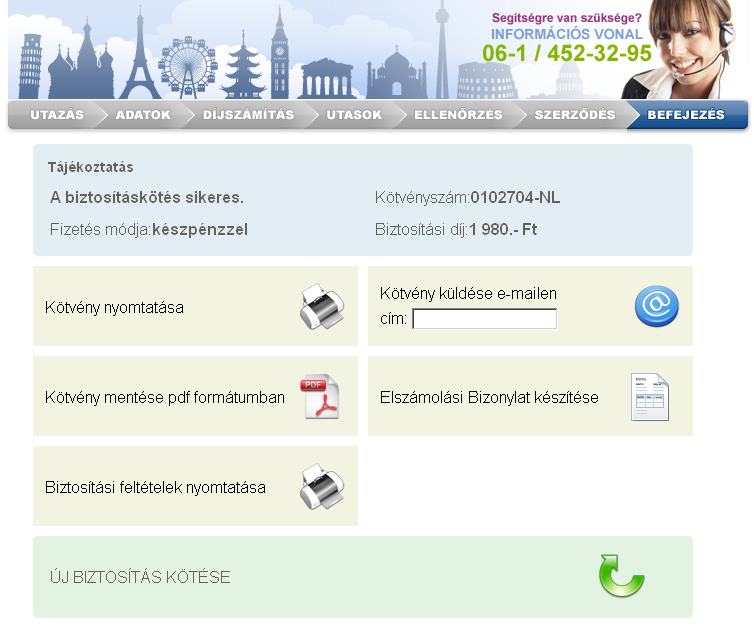 Segítségre van szüksége?
INFORMÁCIÓS VONAL
06-1 / 452-32-95
UTAZÁS ADATOK DÍJSZÁMÍTÁS UTASOK ELLENŐRZÉS SZERZŐDÉS BEFEJEZÉS
Tájékoztatás
A biztosításkötés sikeres. Kötvényszám:0102704-NL
Fizetés módja:készpénzzel Biztosítási díj:1 980.- Ft
Kötvény nyomtatása
Kötvény küldése e-mailen
cím:
Kötvény mentése pdf formátumban
PDF
Elszámolási Bizonylat készítése
Biztosítási feltételek nyomtatása
ÚJ BIZTOSÍTÁS KÖTÉSE